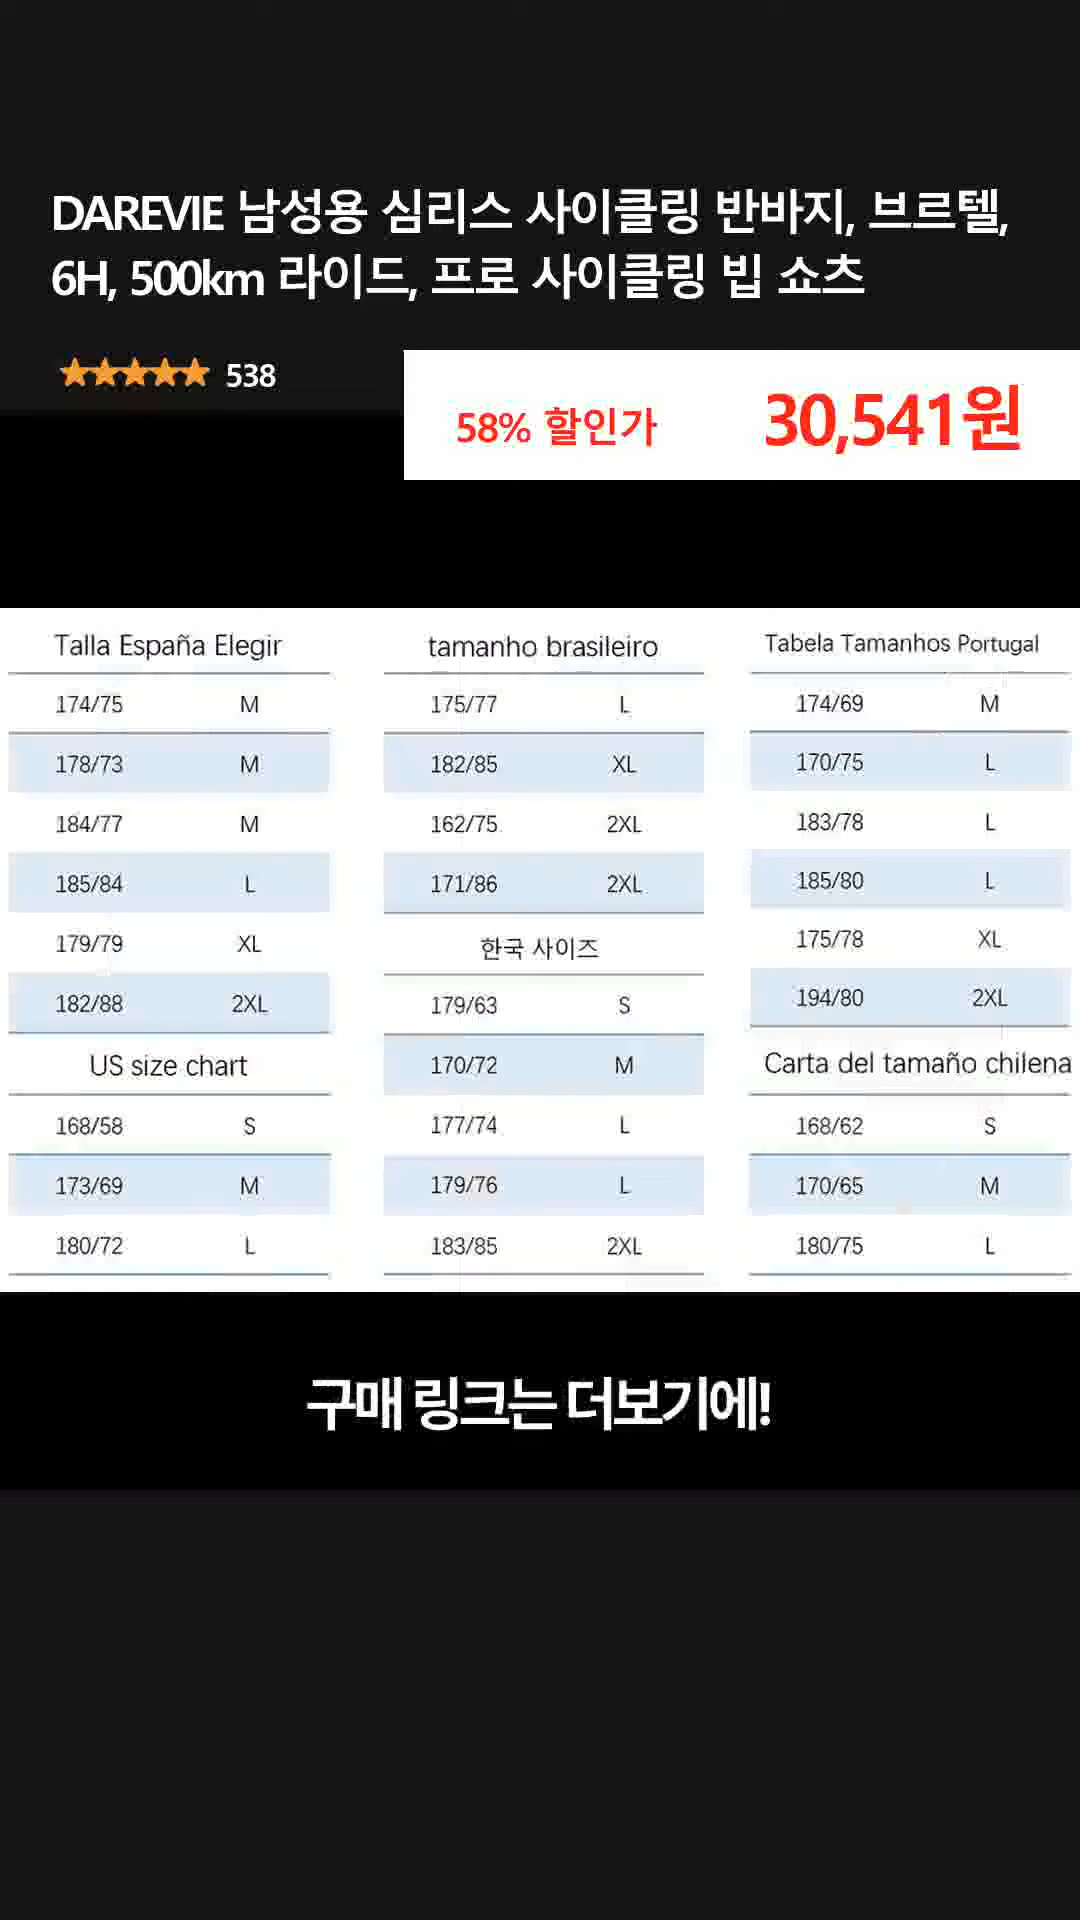 DAREVIE 남성용 심리스 사이클링 반바지, 브르텔,
6H, 500km 라이드, 프로 사이클링 빕 쇼츠
538
58% 할인가 30,541원
Talla España Elegir
174/75 M
178/73 M
184/77 M
185/84 L
179/79 XL
182/88 2XL
US size chart
168/58 S
173/69 M
180/72 L
tamanho brasileiro
175/77 L
182/85 XL
162/75 2XL
171/86 2XL
한국 사이즈
179/63 S
170/72 M
177/74 L
179/76 L
183/85 2XL
Tabela Tamanhos Portugal
174/69 M
170/75 L
183/78 L
185/80 L
175/78 XL
194/80 2XL
Carta del tamaño chilena
168/62 S
170/65 M
180/75 L
구매 링크는 더보기에!